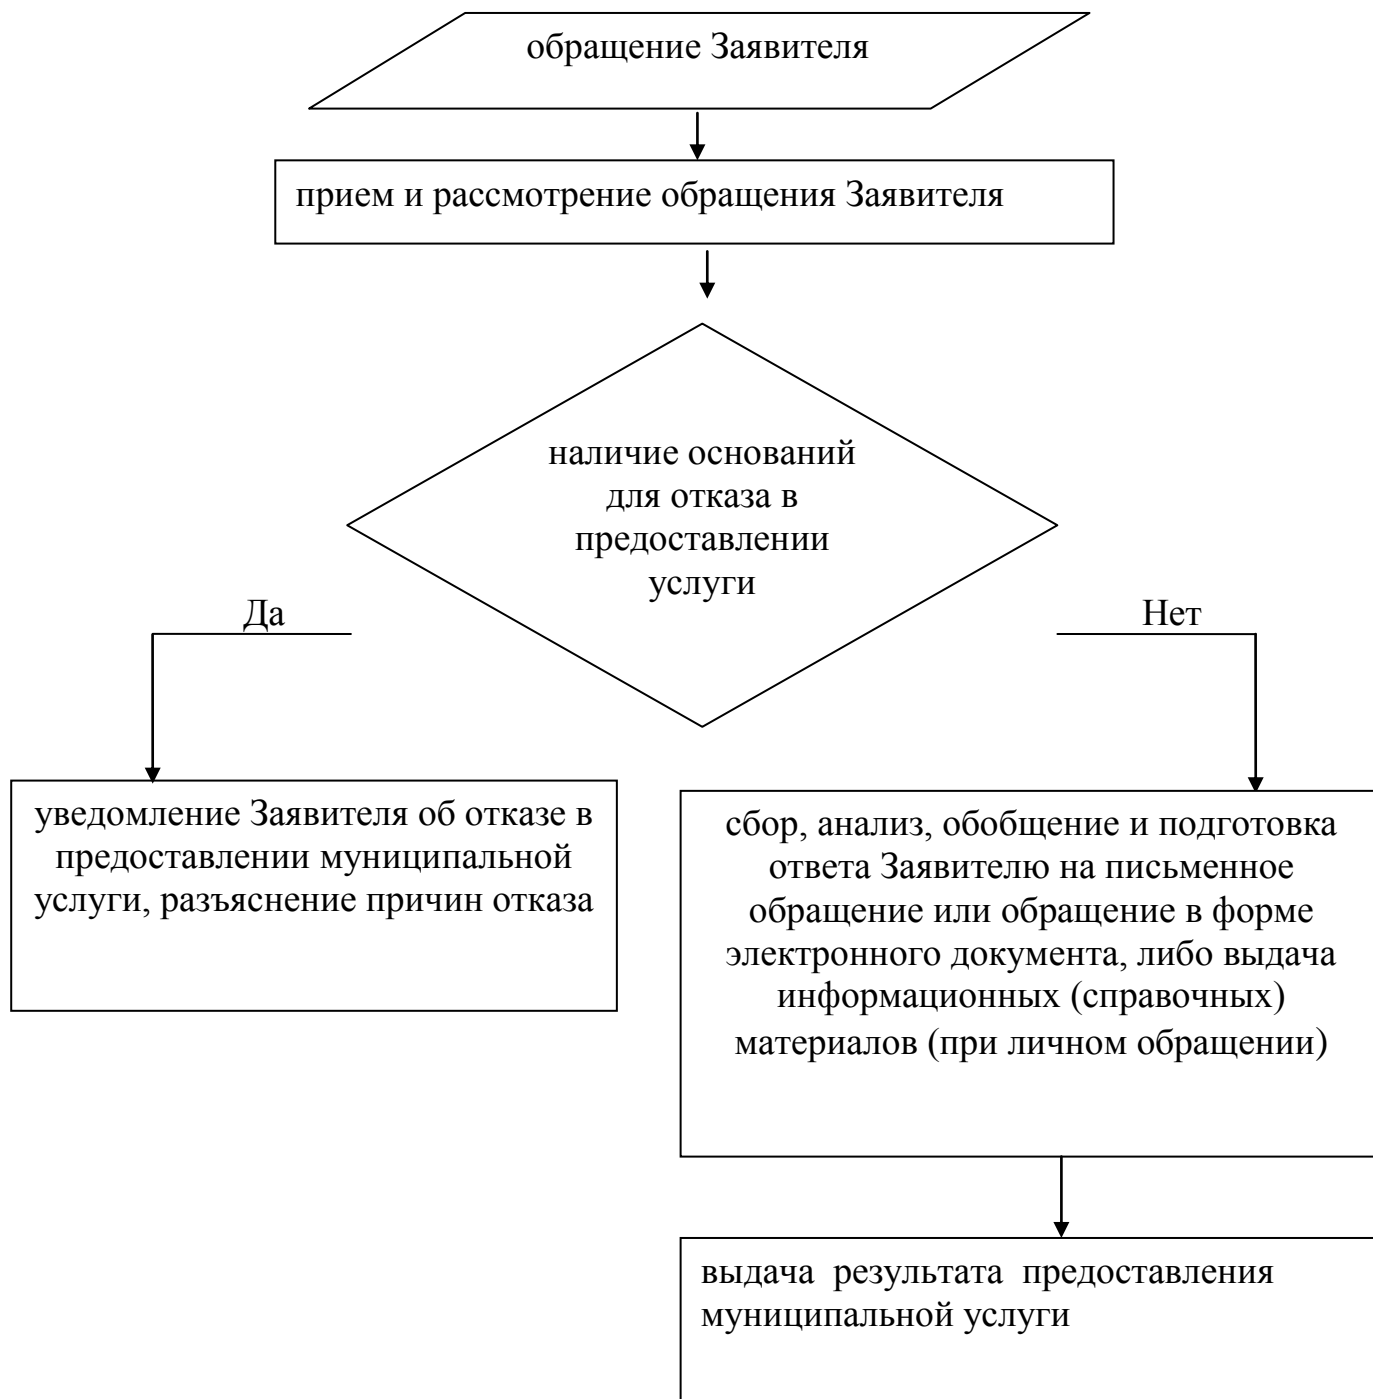 обращение Заявителя
прием и рассмотрение обращения Заявителя
наличие оснований
для отказа в
предоставлении
услуги
Да
Нет
уведомление Заявителя об отказе в
предоставлении муниципальной
услуги, разъяснение причин отказа
сбор, анализ, обобщение и подготовка
ответа Заявителю на письменное
обращение или обращение в форме
электронного документа, либо выдача
информационных (справочных)
материалов (при личном обращении)
выдача результата предоставления
муниципальной услуги